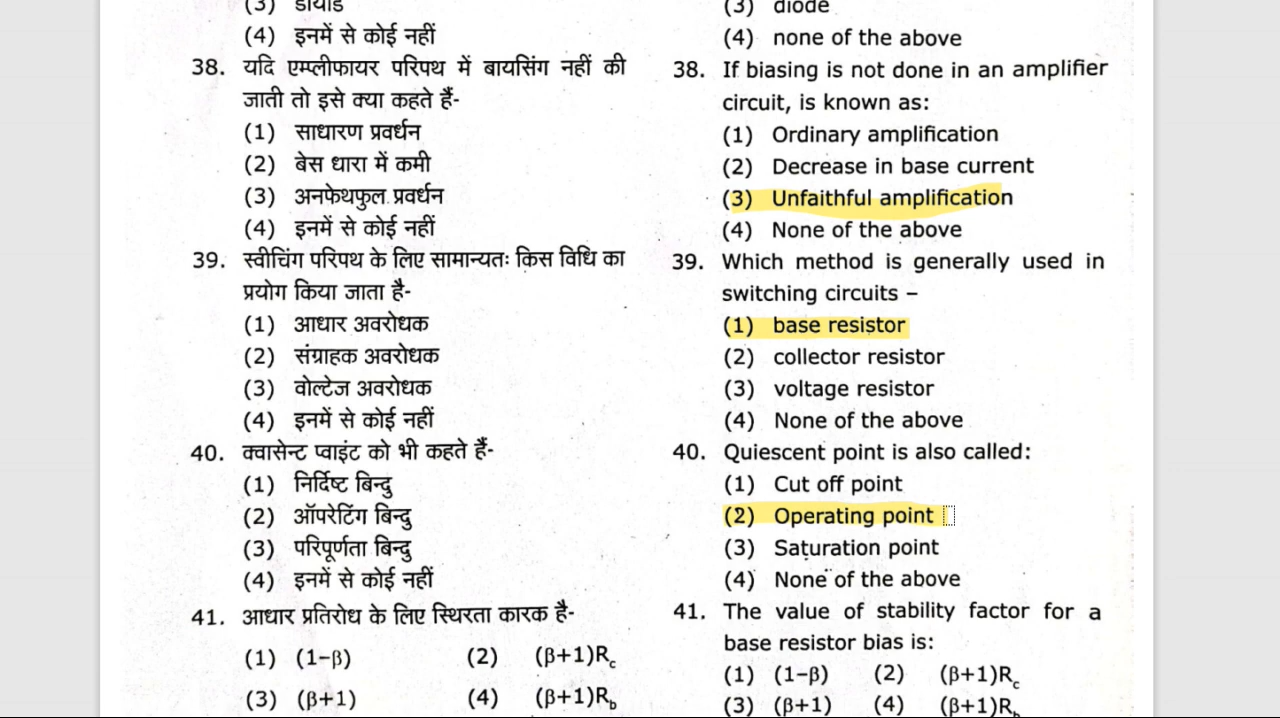 (3) डायोड
(4) इनमें से कोई नहीं
38. यदि एम्प्लीफायर परिपथ में बायसिंग नहीं की
जाती तो इसे क्या कहते हैं-
(1) साधारण प्रवर्धन
(2) बेस धारा में कमी
(3) अनफेथफुल प्रवर्धन
(4) इनमें से कोई नहीं
39. स्वीचिंग परिपथ के लिए सामान्यतः किस विधि का
प्रयोग किया जाता है-
(1) आधार अवरोधक
(2) संग्राहक अवरोधक
(3) वोल्टेज अवरोधक
(4) इनमें से कोई नहीं
40. क्वासेन्ट प्वाइंट को भी कहते हैं-
(1) निर्दिष्ट बिन्दु
(2) ऑपरेटिंग बिन्दु
(3) परिपूर्णता बिन्दु
(4) इनमें से कोई नहीं
41. आधार प्रतिरोध के लिए स्थिरता कारक है-
(1) (1–β) (2) (β+1)R꜀
(3) (β+1) (4) (β+1)R_b
(3) diode
(4) none of the above
38. If biasing is not done in an amplifier
circuit, is known as:
(1) Ordinary amplification
(2) Decrease in base current
(3) Unfaithful amplification
(4) None of the above
39. Which method is generally used in
switching circuits –
(1) base resistor
(2) collector resistor
(3) voltage resistor
(4) None of the above
40. Quiescent point is also called:
(1) Cut off point
(2) Operating point
(3) Saturation point
(4) None of the above
41. The value of stability factor for a
base resistor bias is:
(1) (1–β) (2) (β+1)R꜀
(3) (β+1) (4) (β+1)R_b